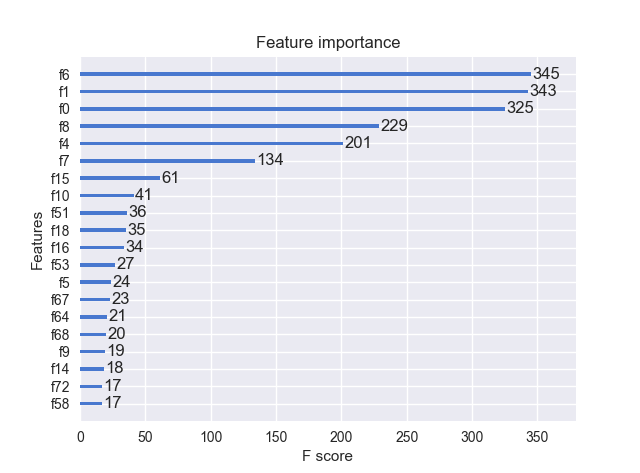 Feature importance
f6 345
f1 343
f0 325
f8 229
f4 201
f7 134
f15 61
f10 41
f51 36
f18 35
f16 34
f53 27
f5 24
f67 23
f64 21
f68 20
f9 19
f14 18
f72 17
f58 17
Features
0 50 100 150 200 250 300 350
F score